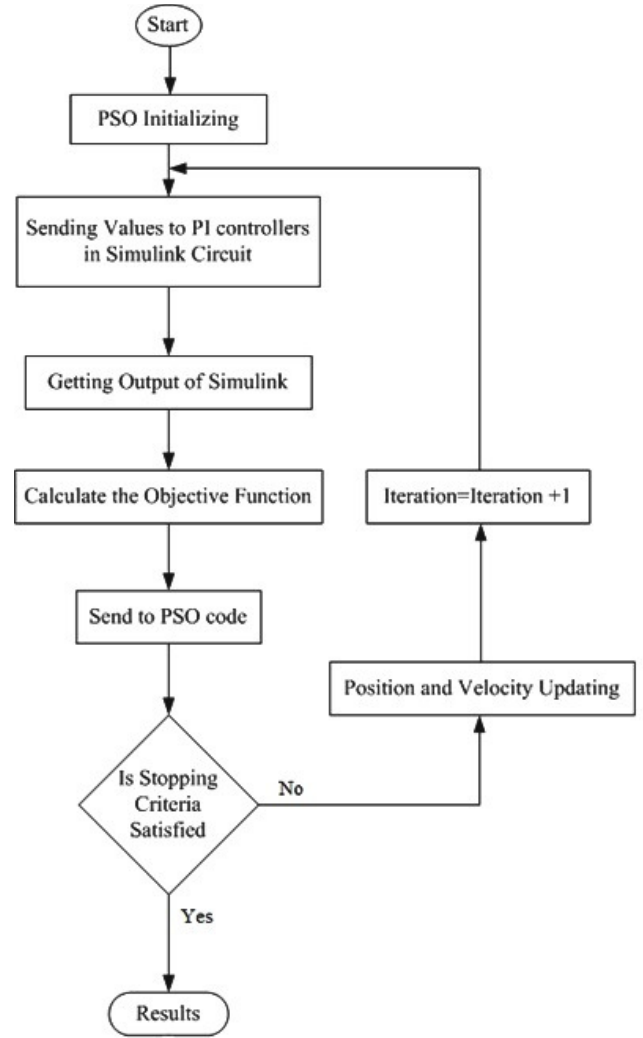 Start
PSO Initializing
Sending Values to PI controllers
in Simulink Circuit
Getting Output of Simulink
Calculate the Objective Function
Iteration=Iteration +1
Send to PSO code
Position and Velocity Updating
Is Stopping
Criteria
Satisfied
No
Yes
Results